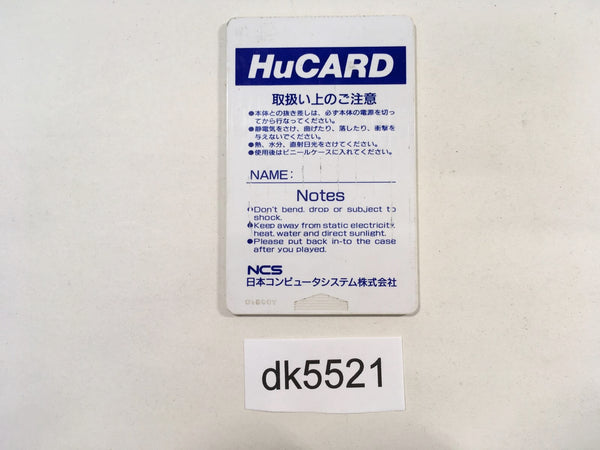 HuCARD
取扱い上のご注意
●本体との抜き差しは、必ず本体の電源を切っ
てから行なってください。
●静電気をさけ、曲げたり、落したり、衝撃を
与えないでください。
●熱、水分、直射日光をさけてください。
●使用後はビニールケースに入れてください。
NAME:
Notes
●Don't bend, drop or subject to
shock.
●Keep away from static electricity,
heat, water and direct sunlight.
●Please put back in-to the case
after you played.
NCS
日本コンピュータシステム株式会社
dk5521